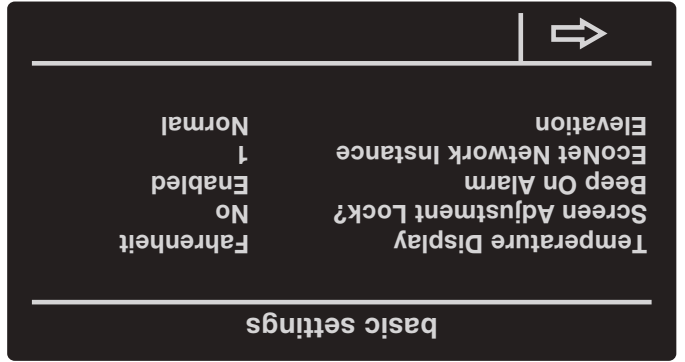 basic settings
Temperature Display Fahrenheit
Screen Adjustment Lock? No
Beep On Alarm Enabled
EcoNet Network Instance 1
Elevation Normal